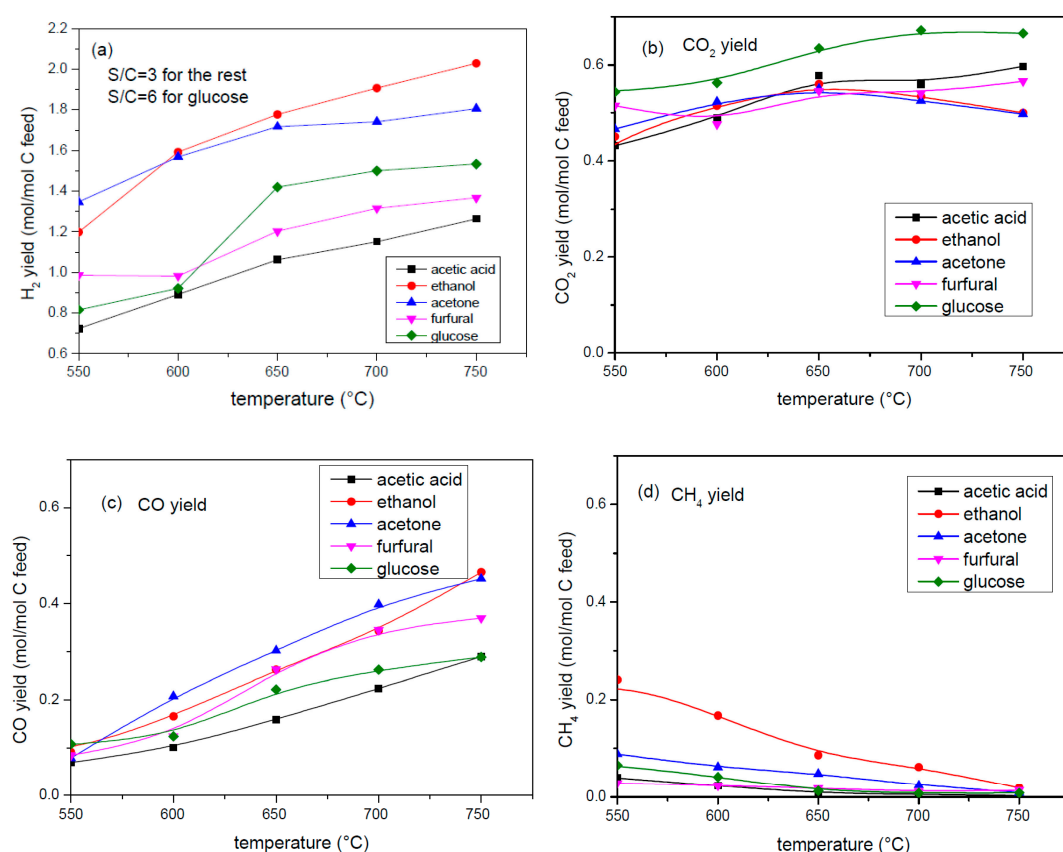 (a)
S/C=3 for the rest
S/C=6 for glucose
2.2
2.0
1.8
1.6
1.4
1.2
1.0
0.8
0.6
H₂ yield (mol/mol C feed)
acetic acid
ethanol
acetone
furfural
glucose
550 600 650 700 750
temperature (°C)
(b) CO₂ yield
0.6
0.4
0.2
0.0
CO₂ yield (mol/mol C feed)
acetic acid
ethanol
acetone
furfural
glucose
550 600 650 700 750
temperature (°C)
(c) CO yield
0.6
0.4
0.2
0.0
CO yield (mol/mol C feed)
acetic acid
ethanol
acetone
furfural
glucose
550 600 650 700 750
temperature (°C)
(d) CH₄ yield
0.6
0.4
0.2
0.0
CH₄ yield (mol/mol C feed)
acetic acid
ethanol
acetone
furfural
glucose
550 600 650 700 750
temperature (°C)